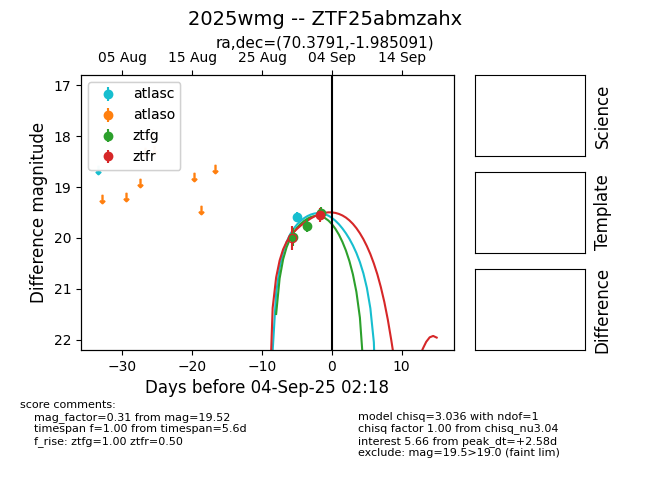 2025wmg -- ZTF25abmzahx
ra,dec=(70.3791,-1.985091)
05 Aug
15 Aug
25 Aug
04 Sep
14 Sep
17
18
19
20
21
22
Difference magnitude
atlasc
atlaso
ztfg
ztfr
−30
−20
−10
0
10
Days before 04-Sep-25 02:18
Science
Template
Difference
score comments:
mag_factor=0.31 from mag=19.52
timespan f=1.00 from timespan=5.6d
f_rise: ztfg=1.00 ztfr=0.50
model chisq=3.036 with ndof=1
chisq factor 1.00 from chisq_nu3.04
interest 5.66 from peak_dt=+2.58d
exclude: mag=19.5>19.0 (faint lim)